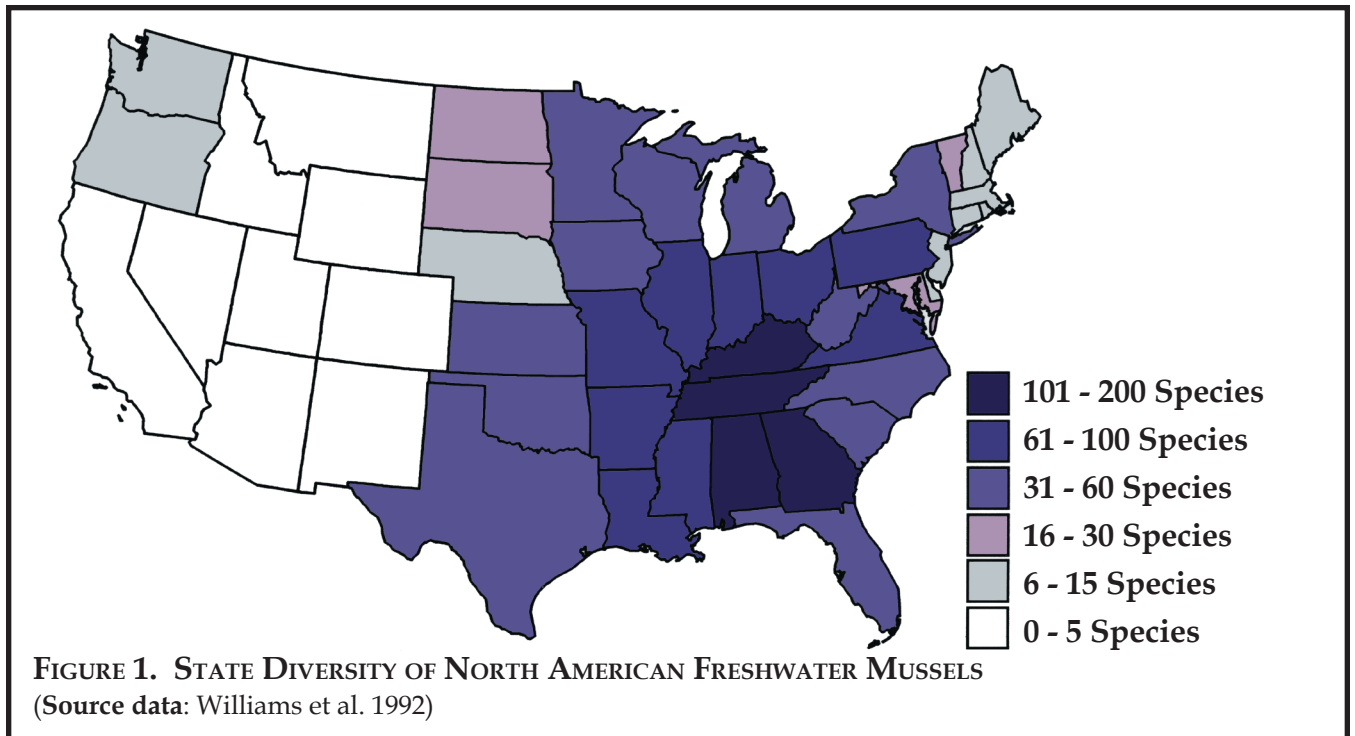 101 - 200 Species
61 - 100 Species
31 - 60 Species
16 - 30 Species
6 - 15 Species
0 - 5 Species
FIGURE 1. STATE DIVERSITY OF NORTH AMERICAN FRESHWATER MUSSELS
(Source data: Williams et al. 1992)